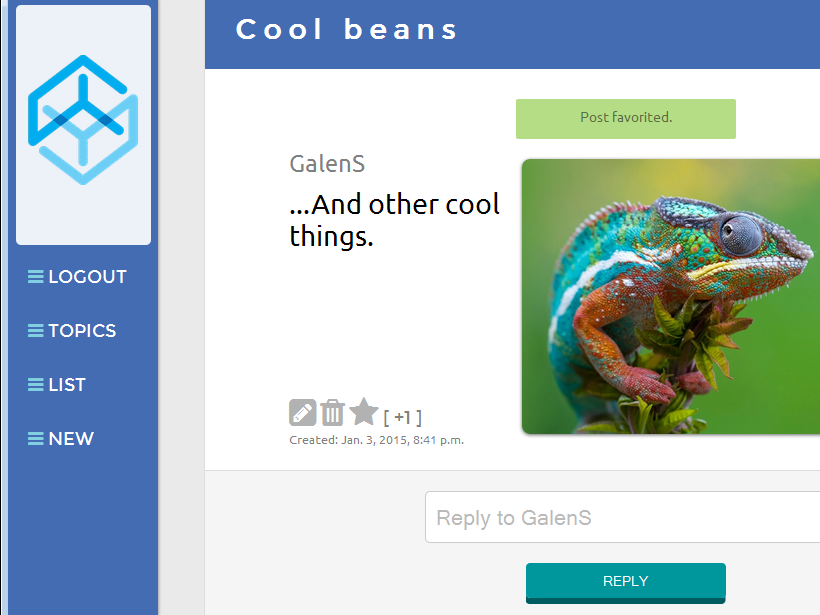 Cool beans
Post favorited.
GalenS
...And other cool
things.
LOGOUT
TOPICS
LIST
NEW
[ +1 ]
Created: Jan. 3, 2015, 8:41 p.m.
Reply to GalenS
REPLY